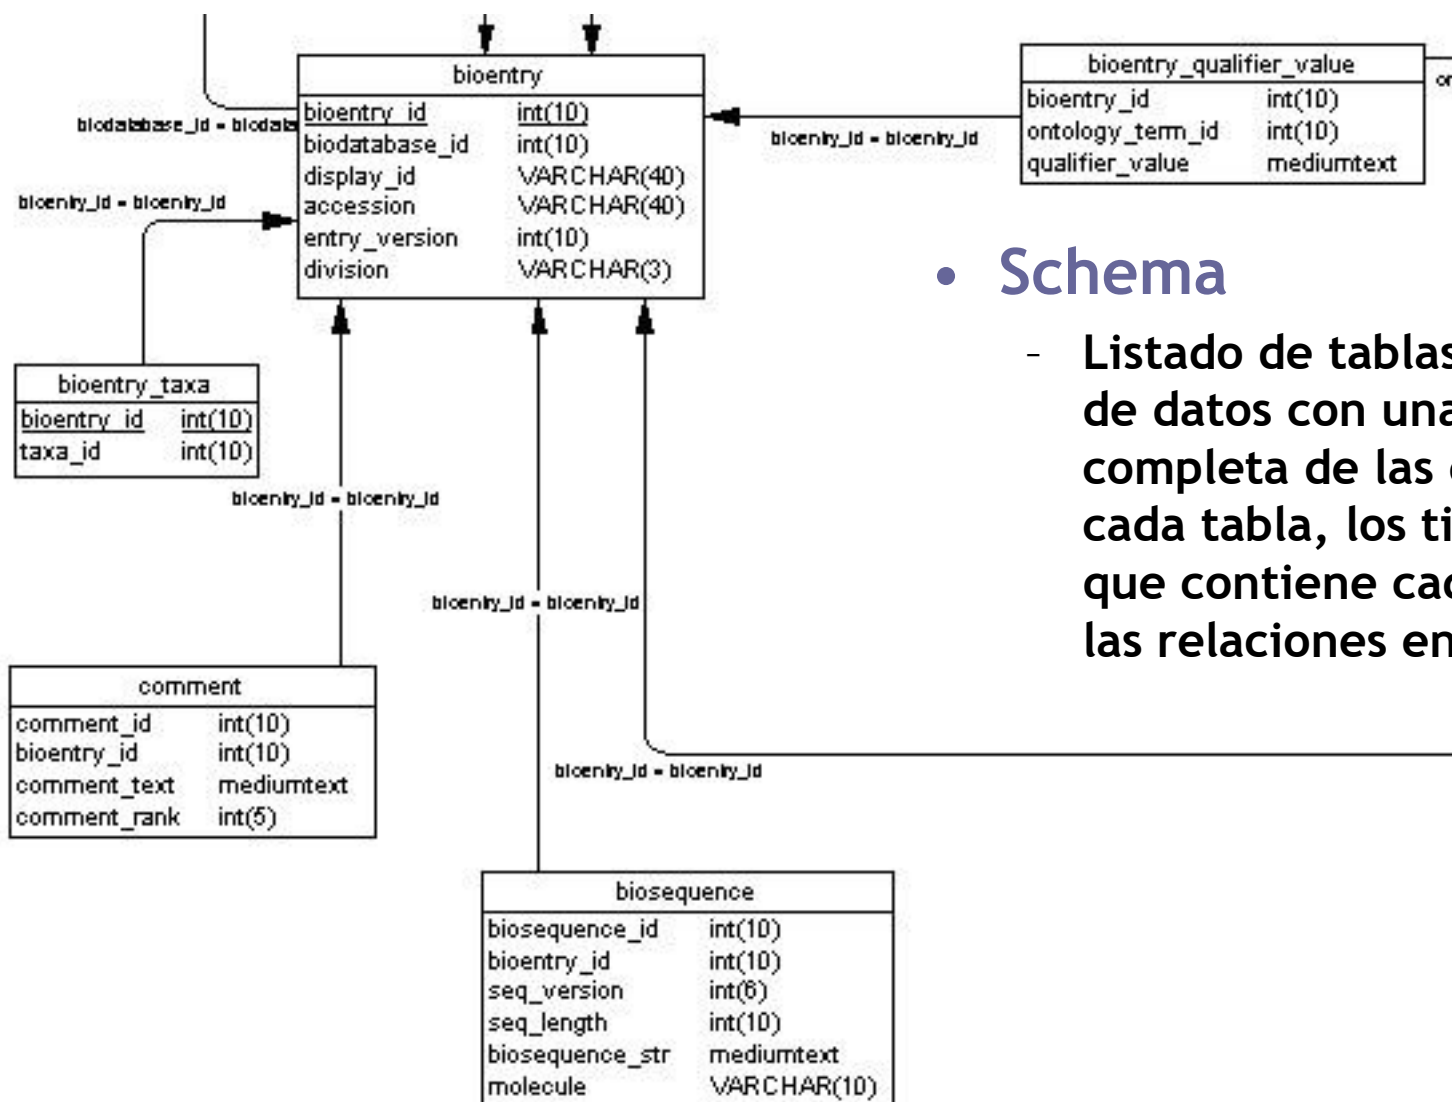 bioentry
bioentry_id int(10)
biodatabase_id int(10)
display_id VARCHAR(40)
accession VARCHAR(40)
entry_version int(10)
division VARCHAR(3)
bioentry_qualifier_value
bioentry_id int(10)
ontology_term_id int(10)
qualifier_value mediumtext
biodatabase_id = biodata
bioentry_id = bioentry_id
bioentry_id = bioentry_id
• Schema
- Listado de tablas
de datos con una
completa de las
cada tabla, los ti
que contiene
las relaciones en
bioentry_taxa
bioentry_id int(10)
taxa_id int(10)
bioentry_id = bioentry_id
bioentry_id = bioentry_id
comment
comment_id int(10)
bioentry_id int(10)
comment_text mediumtext
comment_rank int(5)
bioentry_id = bioentry_id
biosequence
biosequence_id int(10)
bioentry_id int(10)
seq_version int(6)
seq_length int(10)
biosequence_str mediumtext
molecule VARCHAR(10)